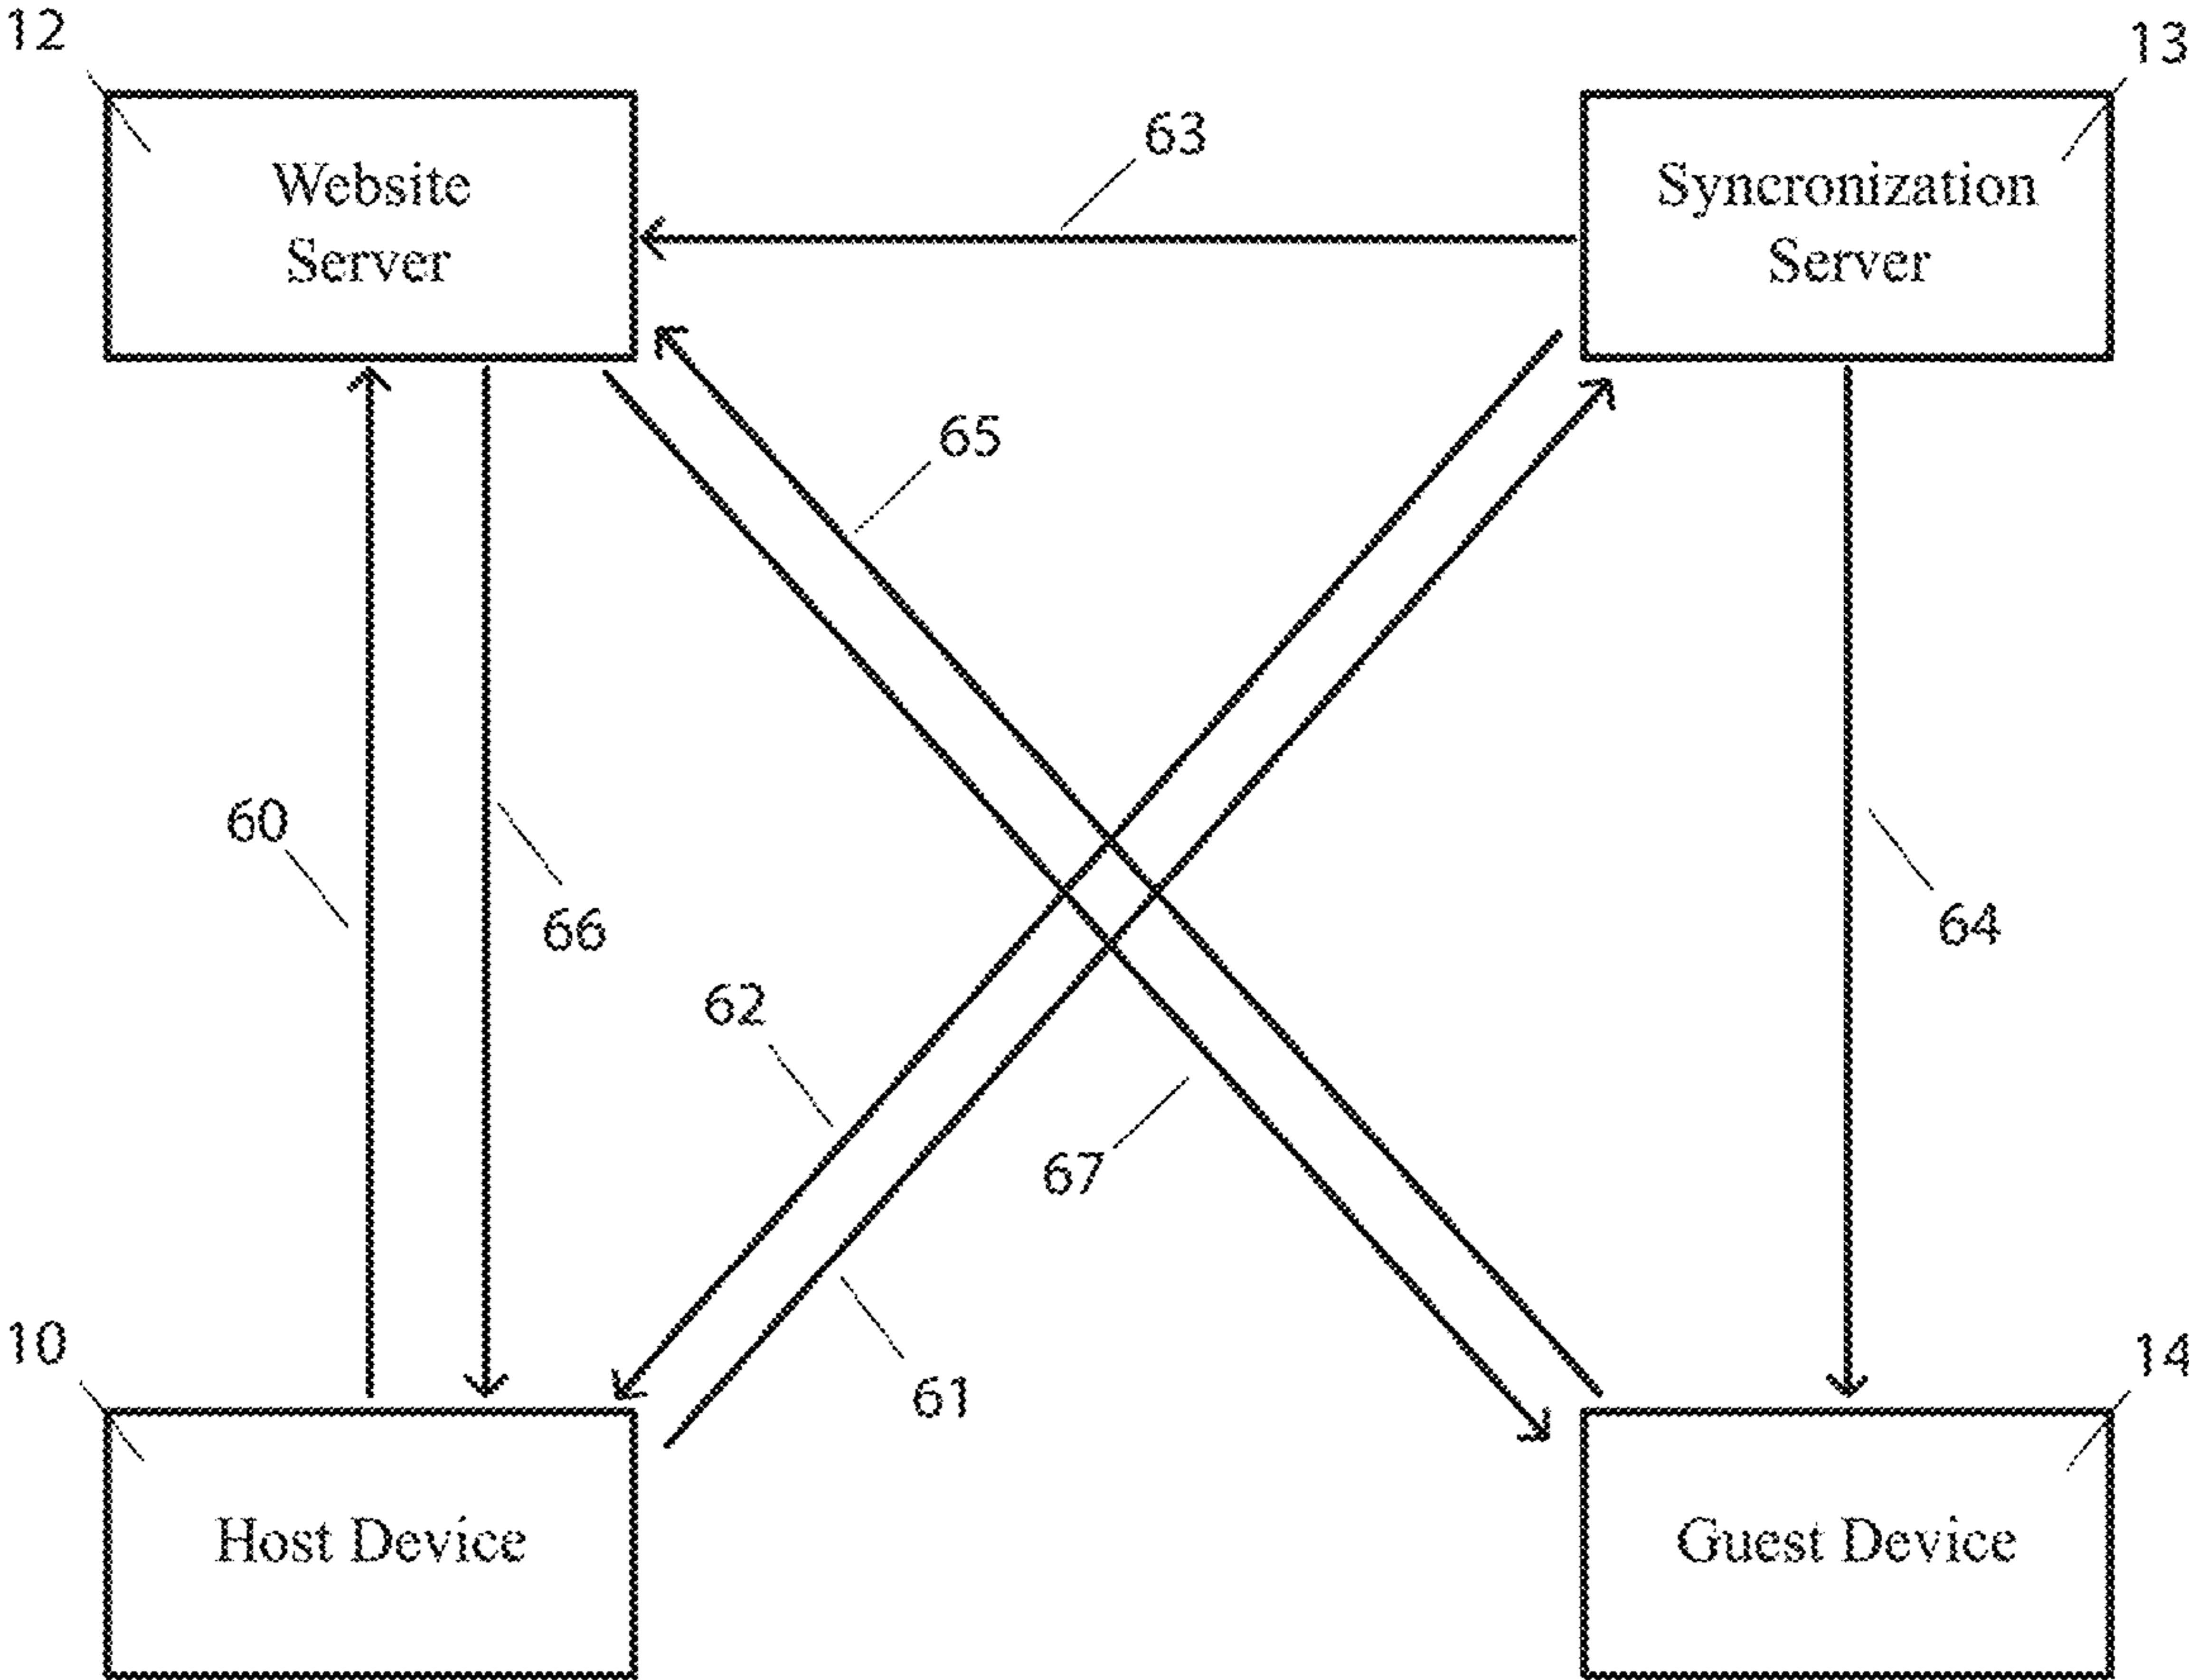 12
13
Website
Server
63
Syncronization
Server
65
60
66
64
62
67
61
10
14
Host Device
Guest Device